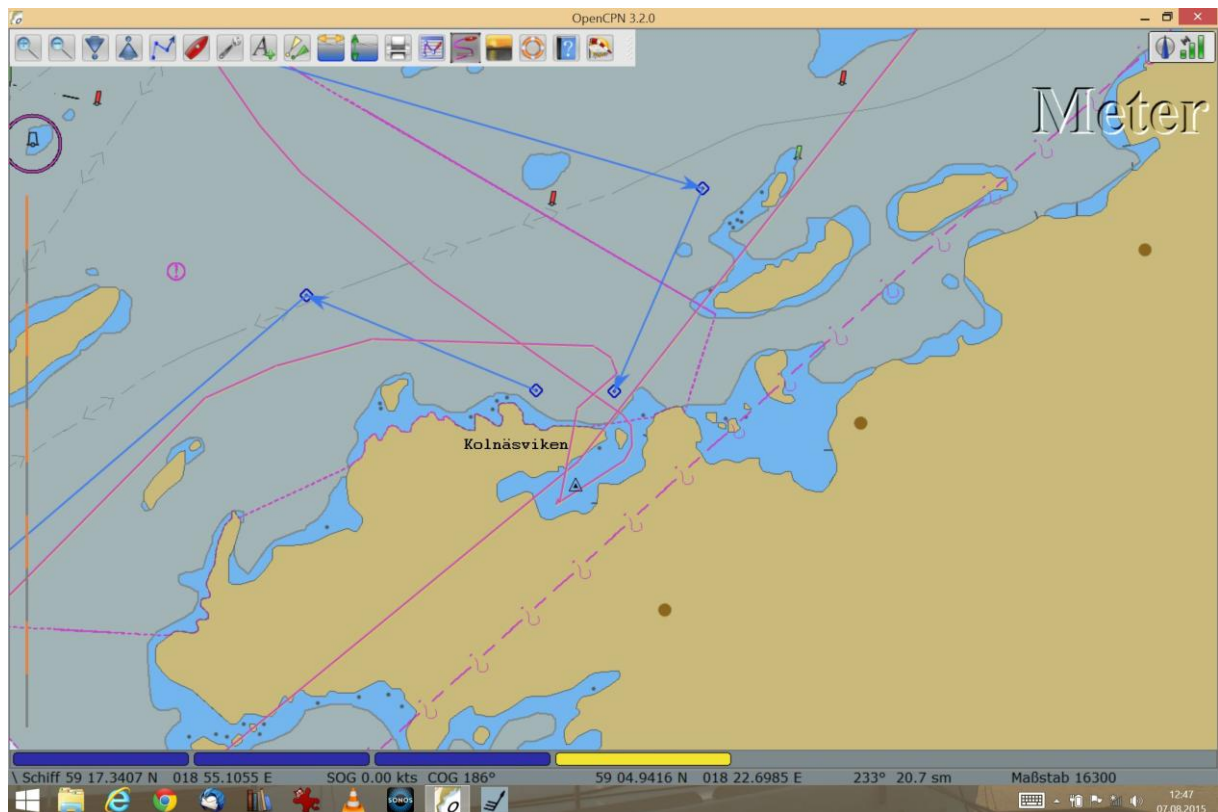 OpenCPN 3.2.0
Meter
Kolnäsviken
\ Schiff 59 17.3407 N 018 55.1055 E SOG 0.00 kts COG 186° 59 04.9416 N 018 22.6985 E 233° 20.7 sm Maßstab 16300
SONOS
12:47
07.08.2015